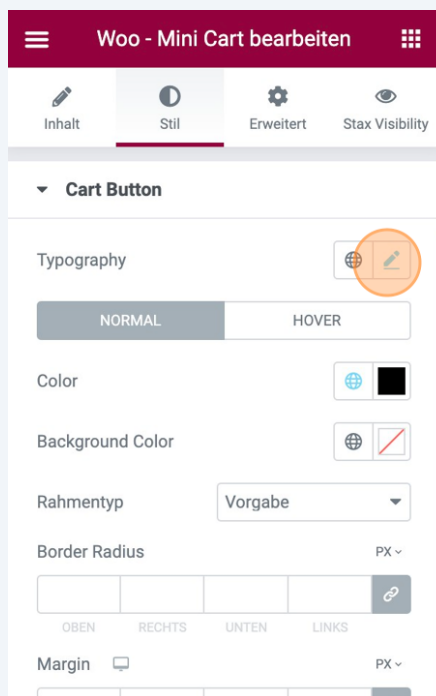 Woo - Mini Cart bearbeiten
Inhalt Stil Erweitert Stax Visibility
Cart Button
Typography
NORMAL HOVER
Color
Background Color
Rahmentyp Vorgabe
Border Radius PX
OBEN RECHTS UNTEN LINKS
Margin PX